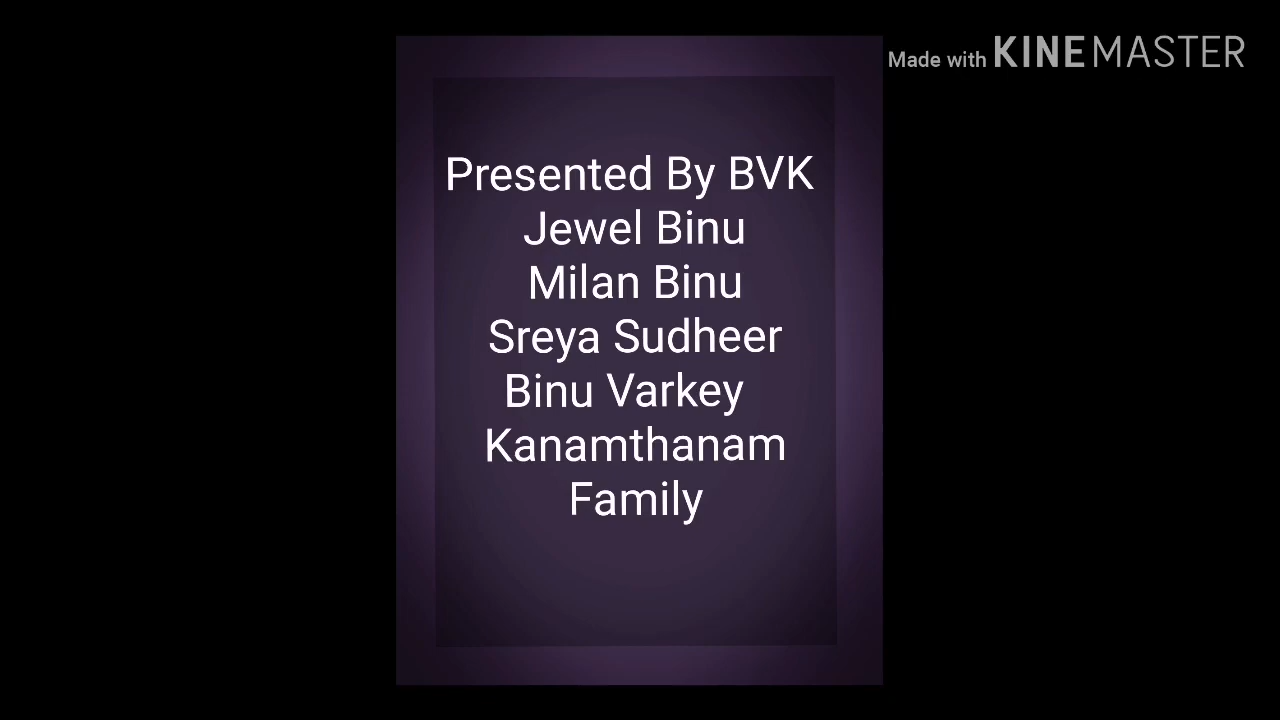 Made with KINEMASTER
Presented By BVK
Jewel Binu
Milan Binu
Sreya Sudheer
Binu Varkey
Kanamthanam
Family